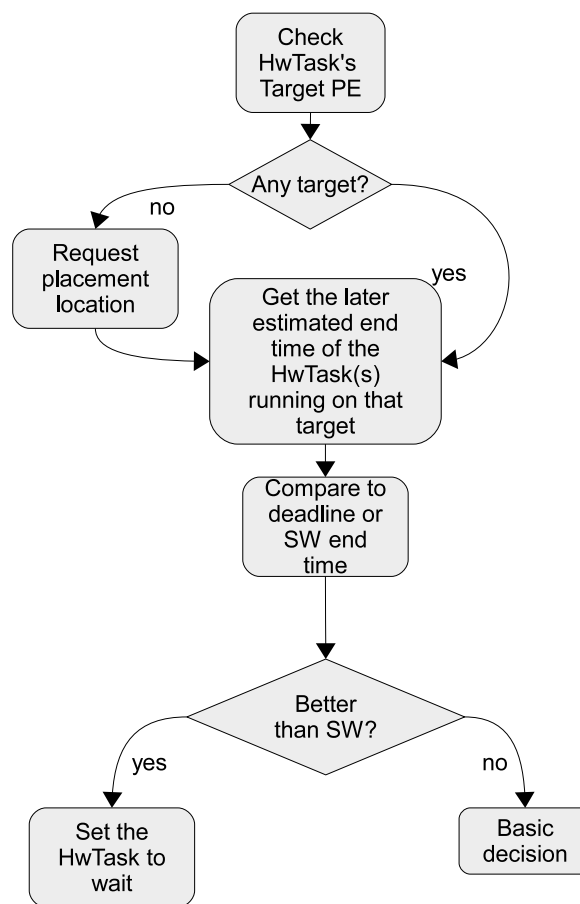 Check
HwTask's
Target PE
Any target?
no
yes
Request
placement
location
Get the later
estimated end
time of the
HwTask(s)
running on that
target
Compare to
deadline or
SW end
time
Better
than SW?
yes
no
Set the
HwTask to
wait
Basic
decision